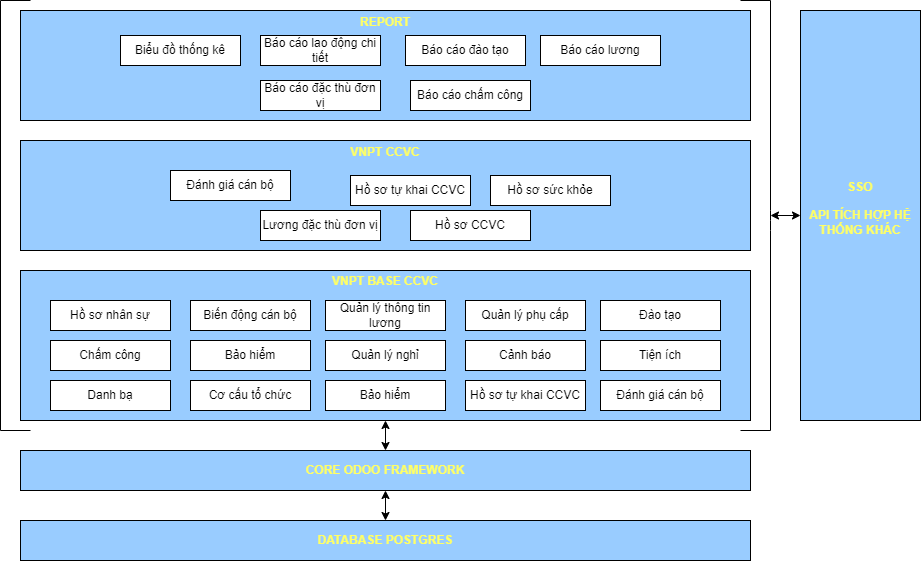 REPORT
Biểu đồ thống kê
Báo cáo lao động chi
tiết
Báo cáo đảo tạo
Báo cáo lương
Báo cáo đặc thù đơn
vị
Báo cáo chấm công
VNPT CCVC
Đánh giá cán bộ
Hồ sơ tự khai CCVC
Hồ sơ sức khỏe
Lương đặc thù đơn vị
Hồ sơ CCVC
SSO
API TÍCH HỢP HỆ
THỐNG KHÁC
VNPT BASE CCVC
Hồ sơ nhân sự
Biến động cán bộ
Quản lý thông tin
lương
Quản lý phụ cấp
Đào tạo
Chấm công
Bảo hiểm
Quản lý nghỉ
Cảnh báo
Tiện ích
Danh bạ
Cơ cấu tổ chức
Bảo hiểm
Hồ sơ tự khai CCVC
Đánh giá cán bộ
CORE ODOO FRAMEWORK
DATABASE POSTGRES